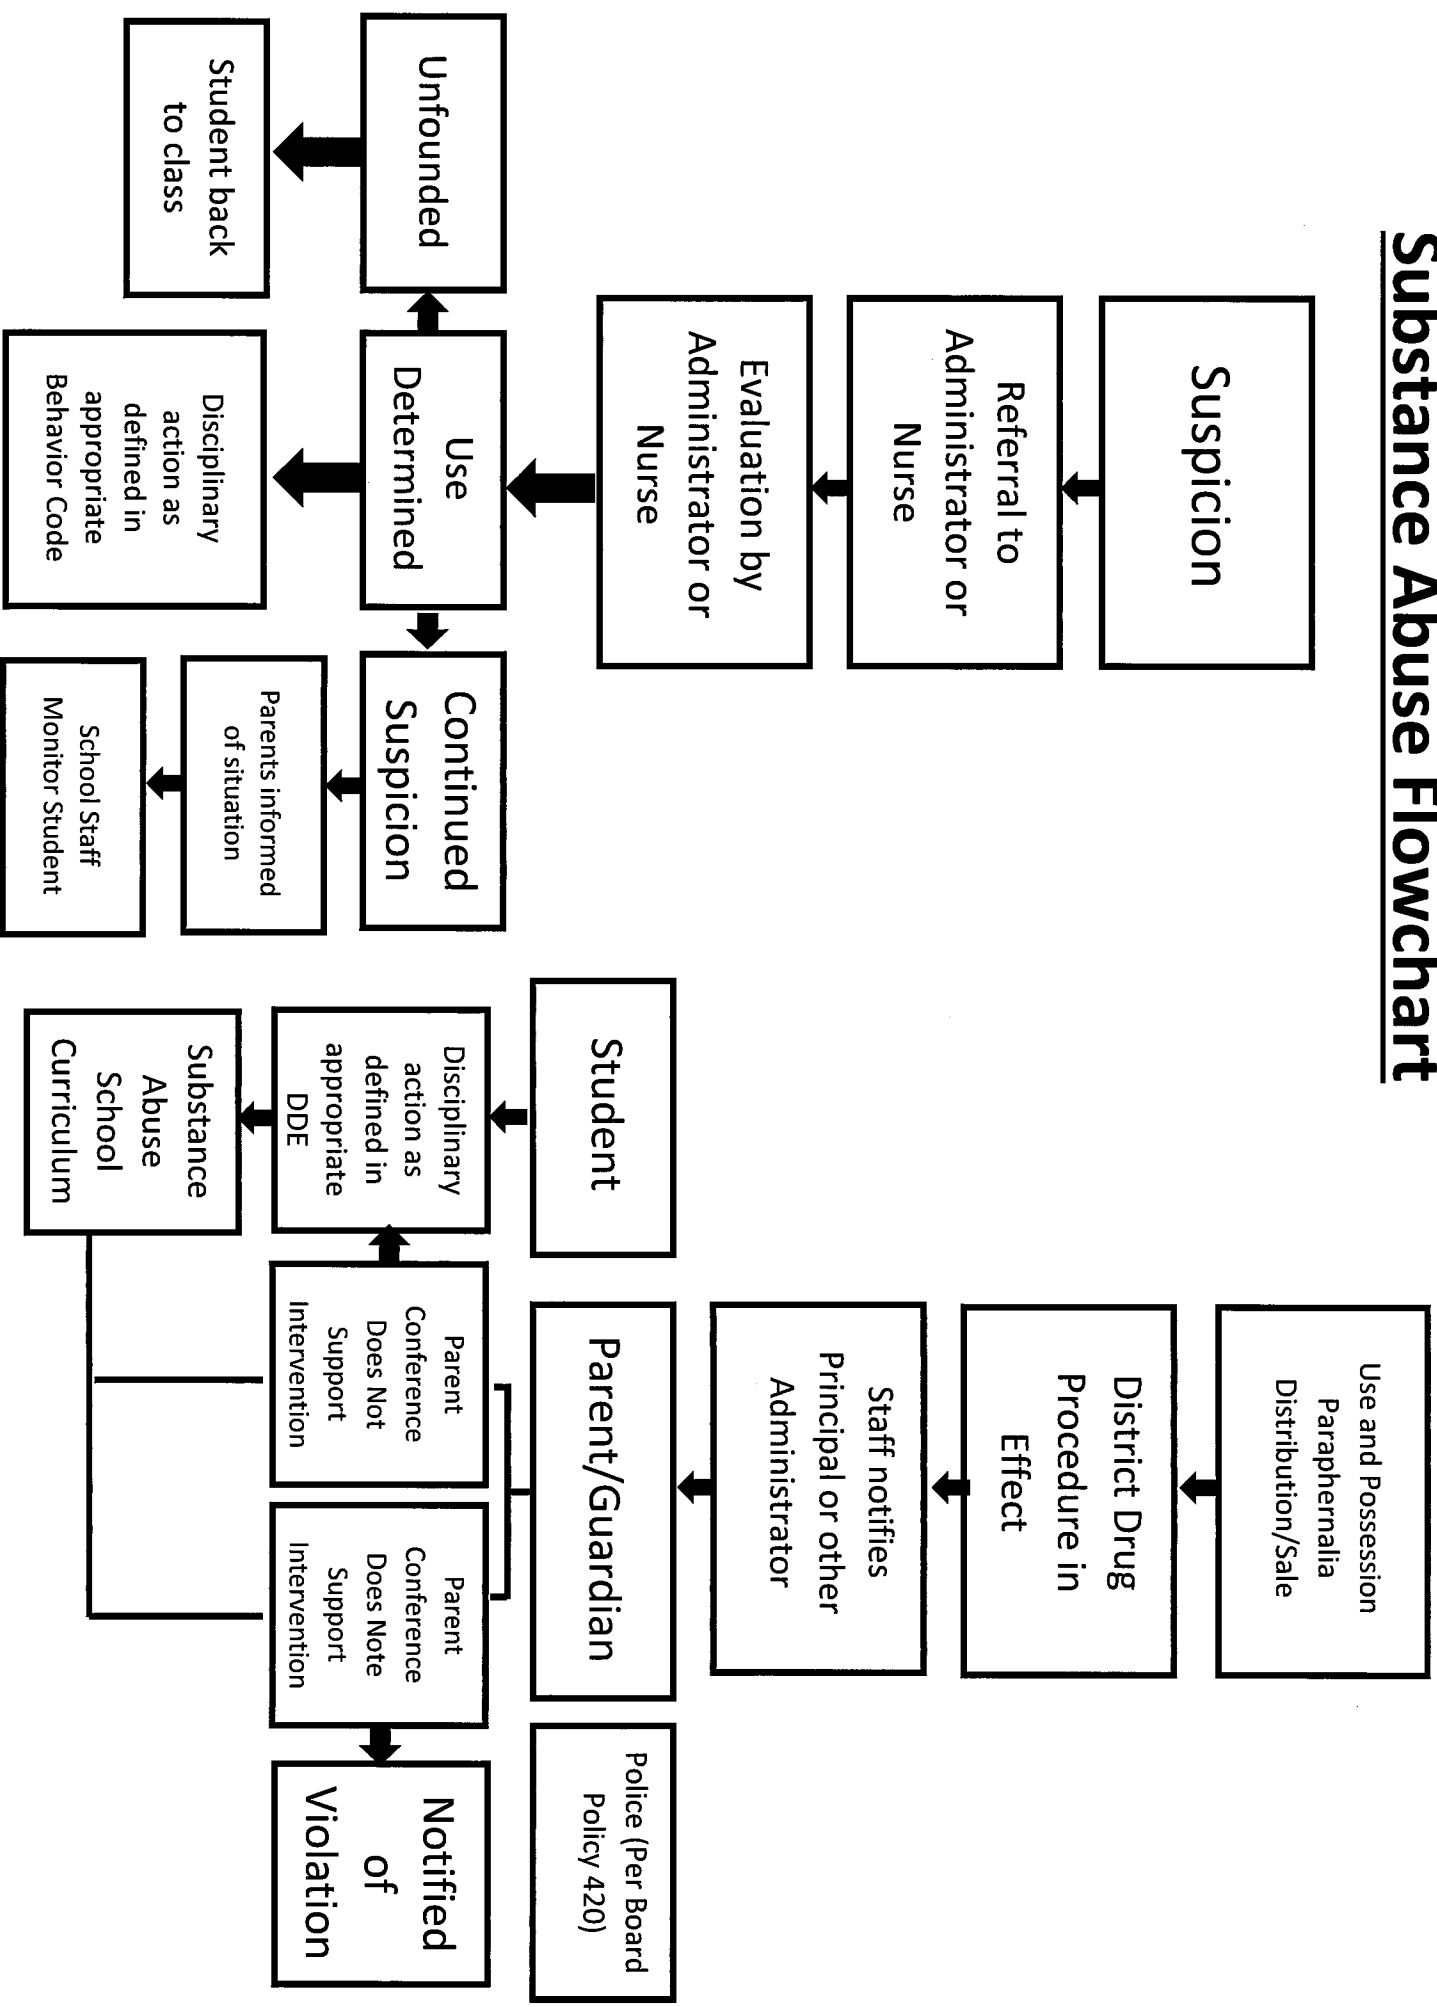 Substance Abuse Flowchart
Suspicion
Referral to
Administrator or
Nurse
Evaluation by
Administrator or
Nurse
Unfounded
Use
Determined
Continued
Suspicion
Student back
to class
Disciplinary
action as
defined in
appropriate
Behavior Code
Parents informed
of situation
School Staff
Monitor Student
Use and Possession
Paraphernalia
Distribution/Sale
District Drug
Procedure in
Effect
Staff notifies
Principal or other
Administrator
Student
Parent/Guardian
Police (Per Board
Policy 420)
Disciplinary
action as
defined in
appropriate
DDE
Parent
Conference
Does Not
Support
Intervention
Parent
Conference
Does Note
Support
Intervention
Notified
of
Violation
Substance
Abuse
School
Curriculum